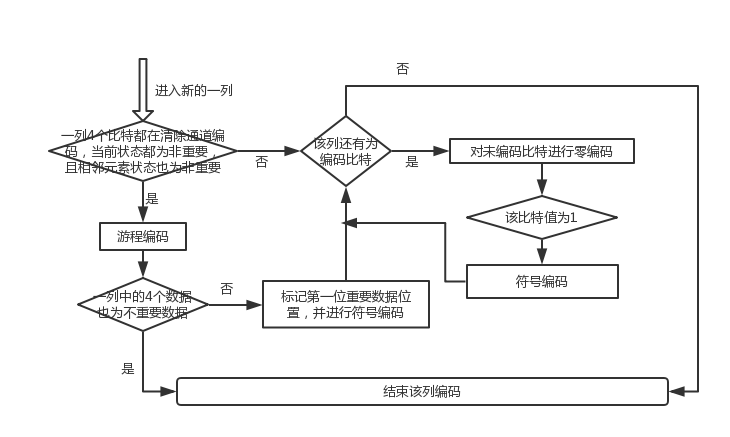 否
进入新的一列
一列4个比特都在清除通道编
码，当前状态都为非重要，
且相邻元素状态也为非重要
否
该列还有为
编码比特
是
对未编码比特进行零编码
是
该比特值为1
游程编码
符号编码
一列中的4个数据
也为不重要数据
否
标记第一位重要数据位
置，并进行符号编码
是
结束该列编码